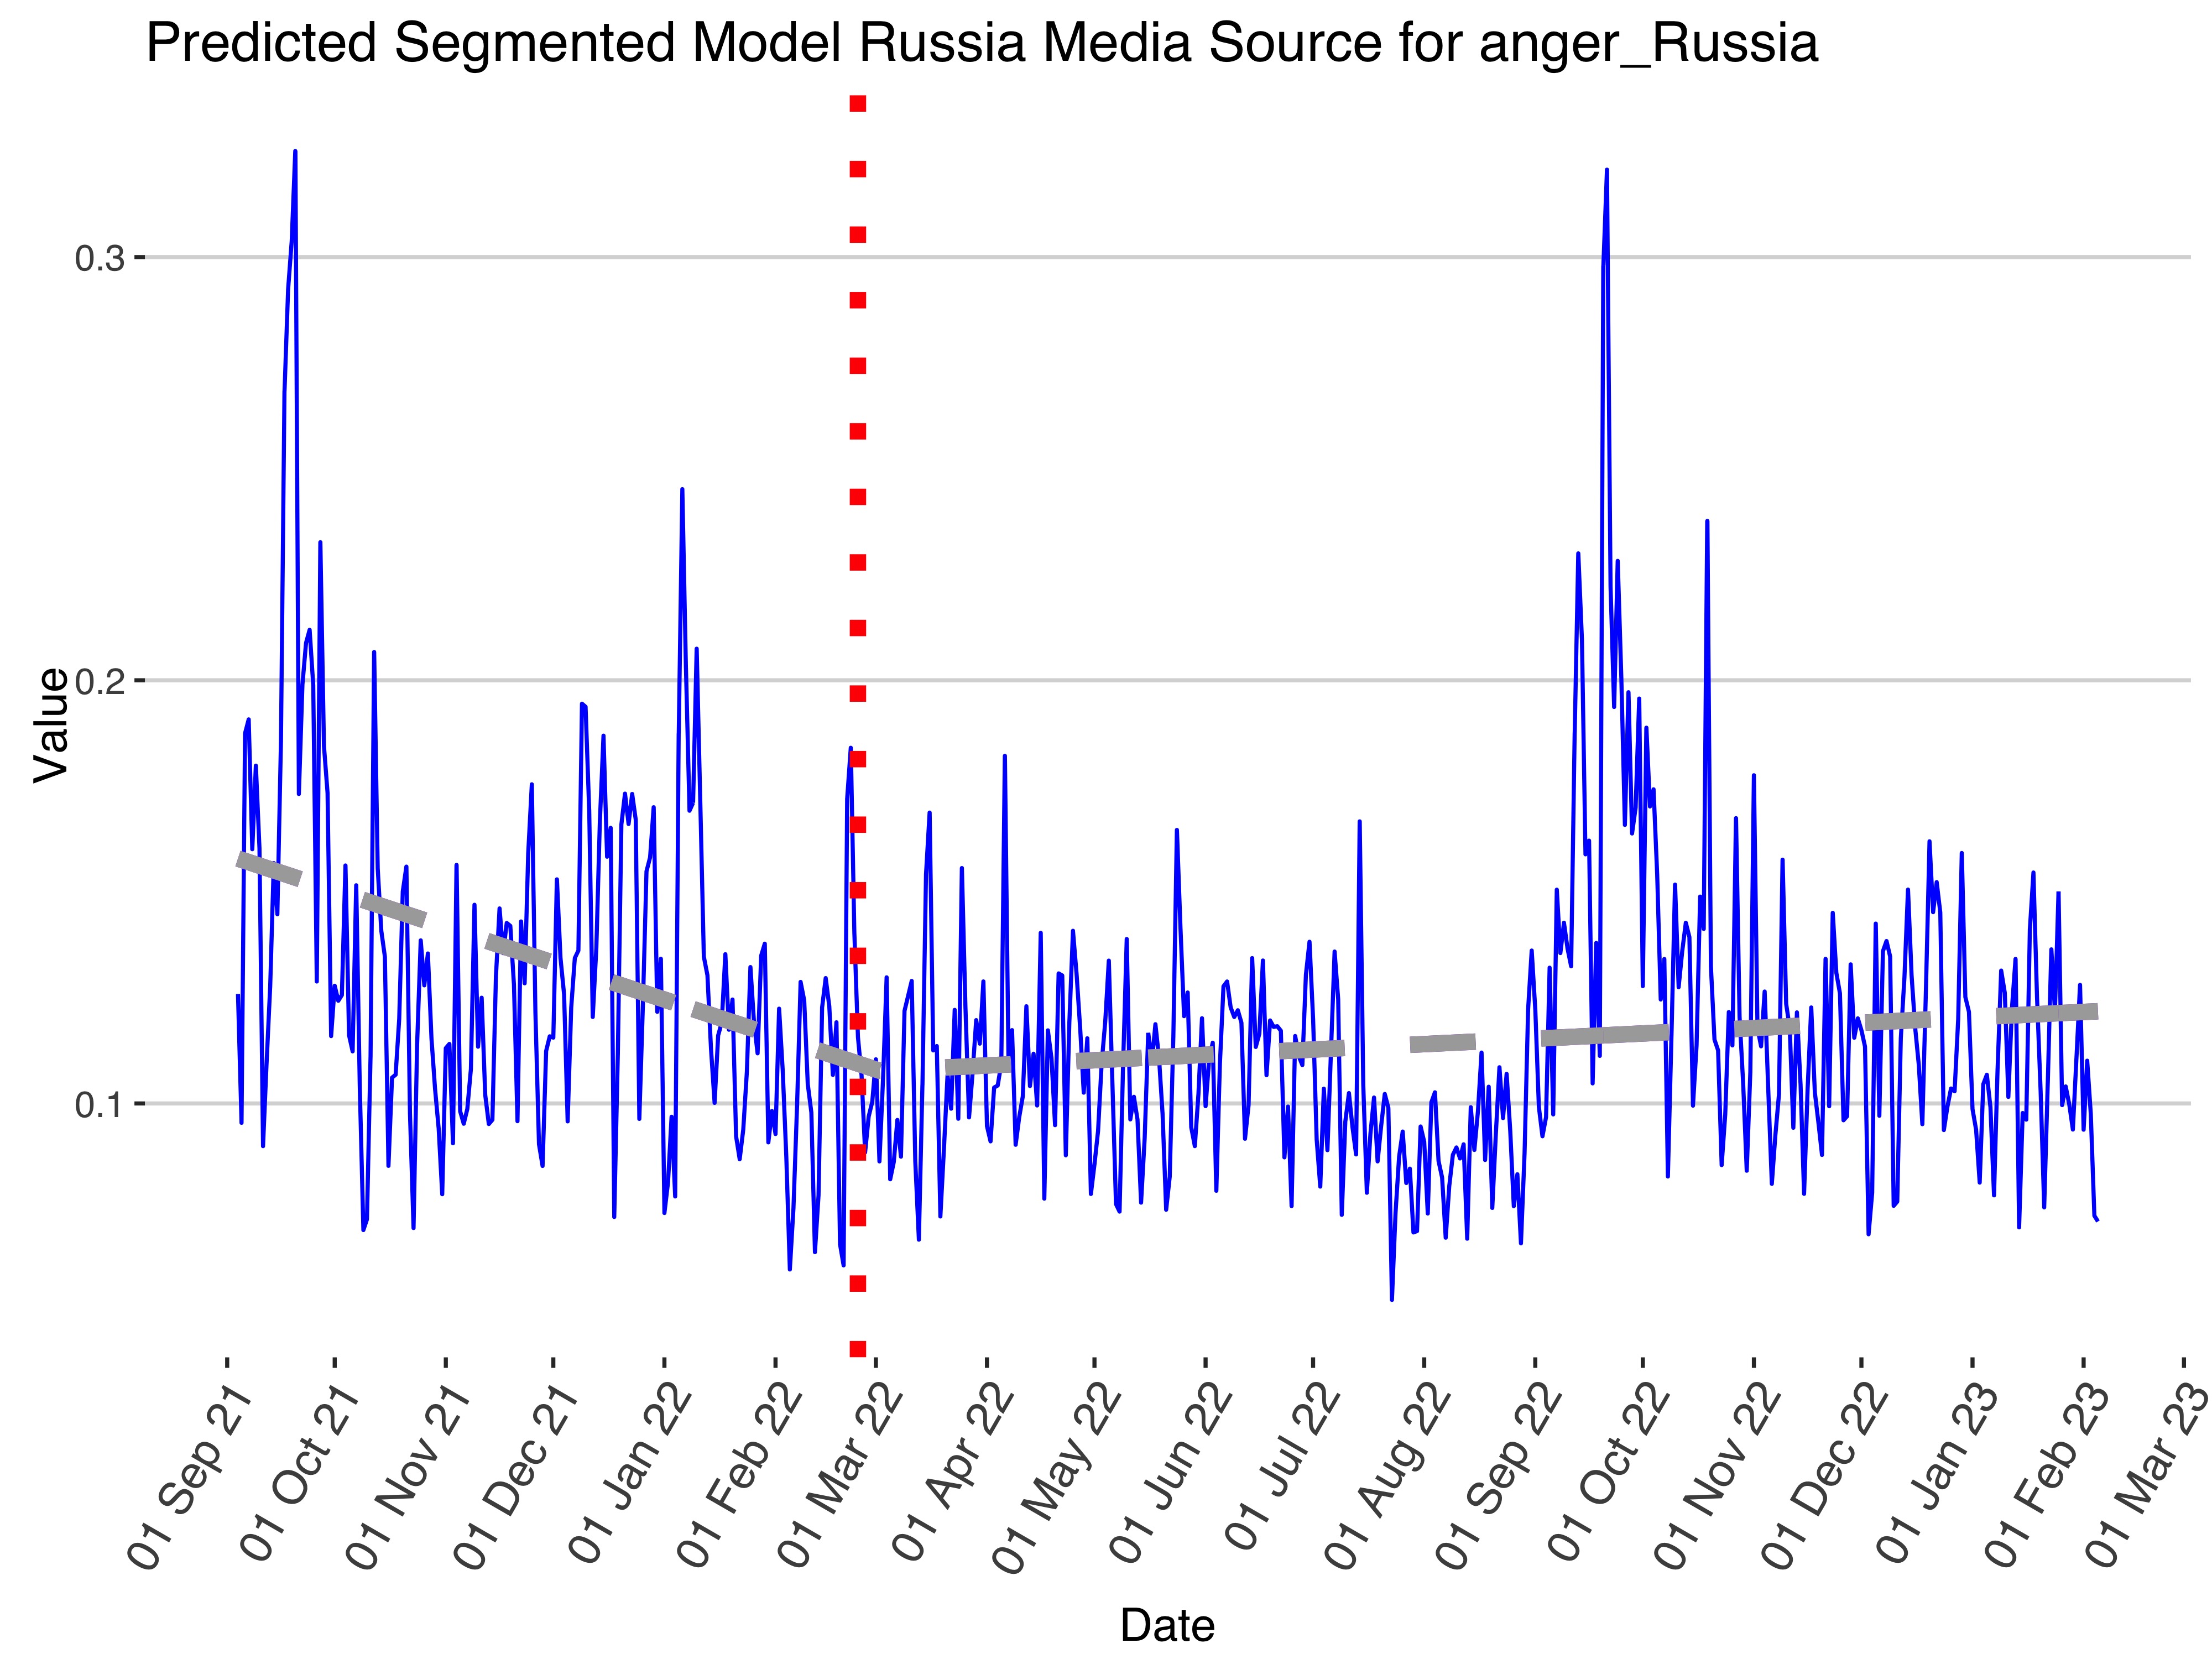 Predicted Segmented Model Russia Media Source for anger_Russia
Value
0.3
0.2
0.1
01 Sep 21
01 Oct 21
01 Nov 21
01 Dec 21
01 Jan 22
01 Feb 22
01 Mar 22
01 Apr 22
01 May 22
01 Jun 22
01 Jul 22
01 Aug 22
01 Sep 22
01 Oct 22
01 Nov 22
01 Dec 22
01 Jan 23
01 Feb 23
01 Mar 23
Date